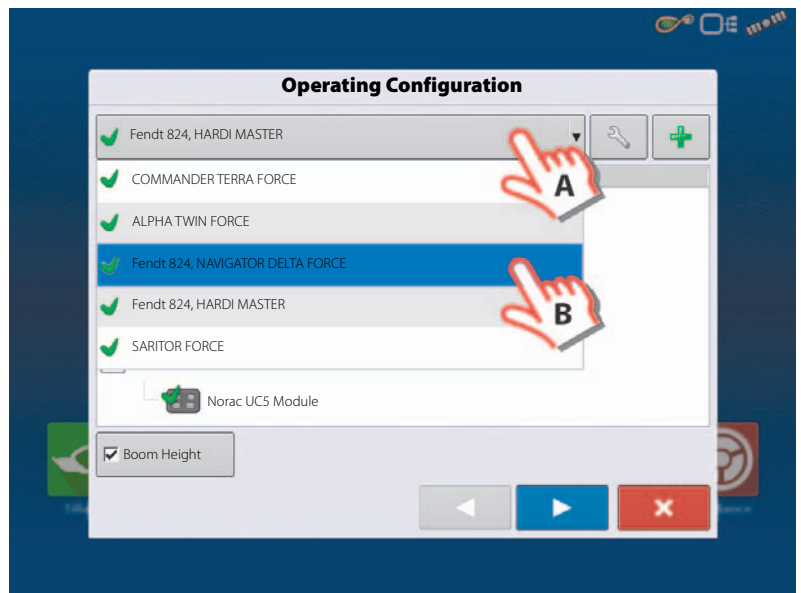 Operating Configuration
Fendt 824, HARDI MASTER
COMMANDER TERRA FORCE
A
ALPHA TWIN FORCE
Fendt 824, NAVIGATOR DELTA FORCE
Fendt 824, HARDI MASTER
B
SARITOR FORCE
Norac UC5 Module
Boom Height